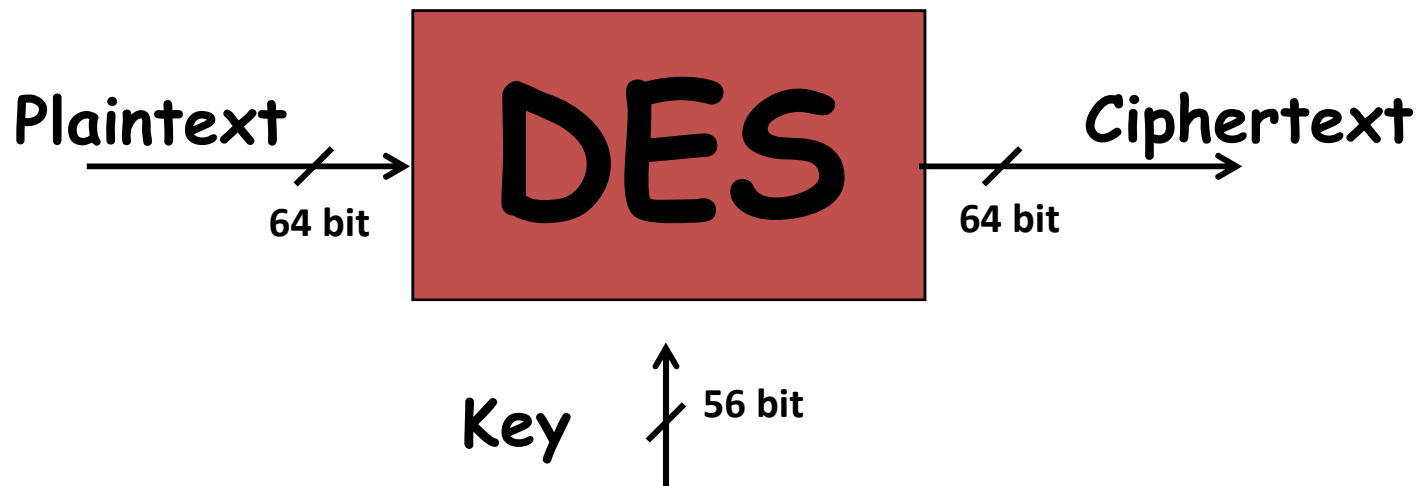 Plaintext
64 bit
DES
Ciphertext
64 bit
Key
56 bit